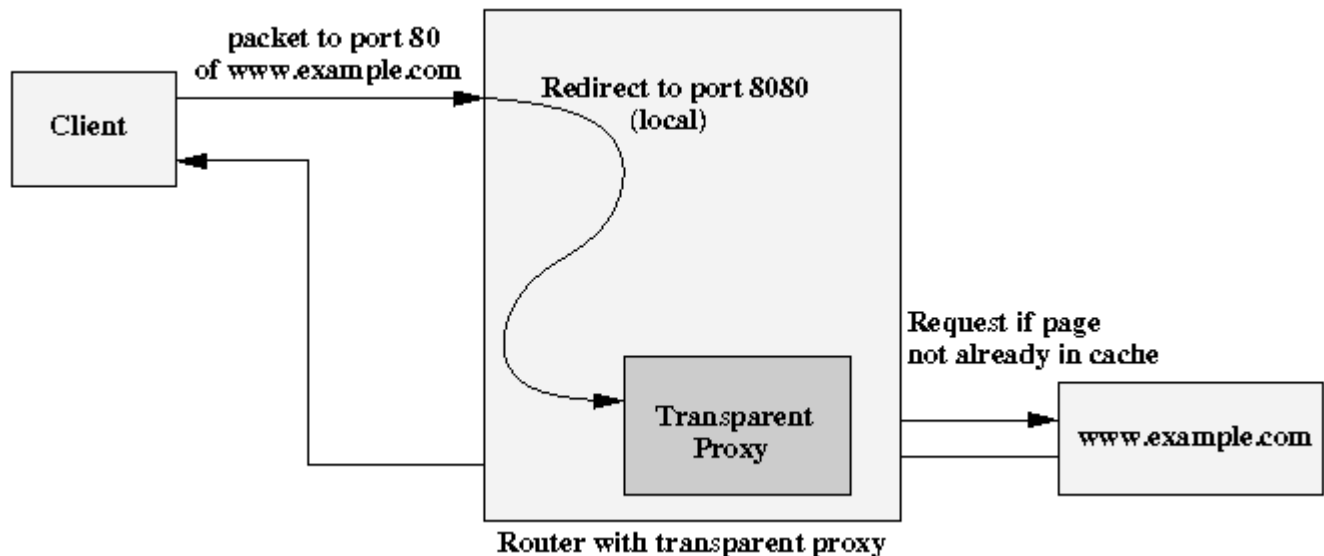 packet to port 80
of www.example.com
Client
Redirect to port 8080
(local)
Request if page
not already in cache
Transparent
Proxy
www.example.com
Router with transparent proxy